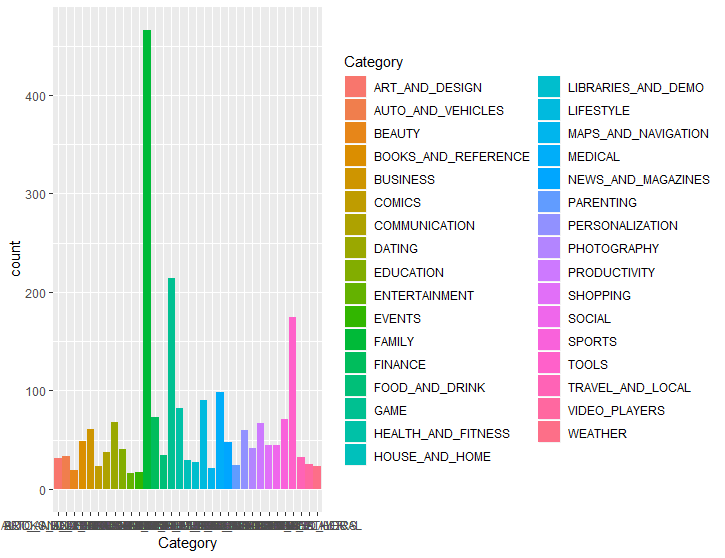 Category
ART_AND_DESIGN
AUTO_AND_VEHICLES
BEAUTY
BOOKS_AND_REFERENCE
BUSINESS
COMICS
COMMUNICATION
DATING
EDUCATION
ENTERTAINMENT
EVENTS
FAMILY
FINANCE
FOOD_AND_DRINK
GAME
HEALTH_AND_FITNESS
HOUSE_AND_HOME
LIBRARIES_AND_DEMO
LIFESTYLE
MAPS_AND_NAVIGATION
MEDICAL
NEWS_AND_MAGAZINES
PARENTING
PERSONALIZATION
PHOTOGRAPHY
PRODUCTIVITY
SHOPPING
SOCIAL
SPORTS
TOOLS
TRAVEL_AND_LOCAL
VIDEO_PLAYERS
WEATHER
count
400
300
200
100
0
Category